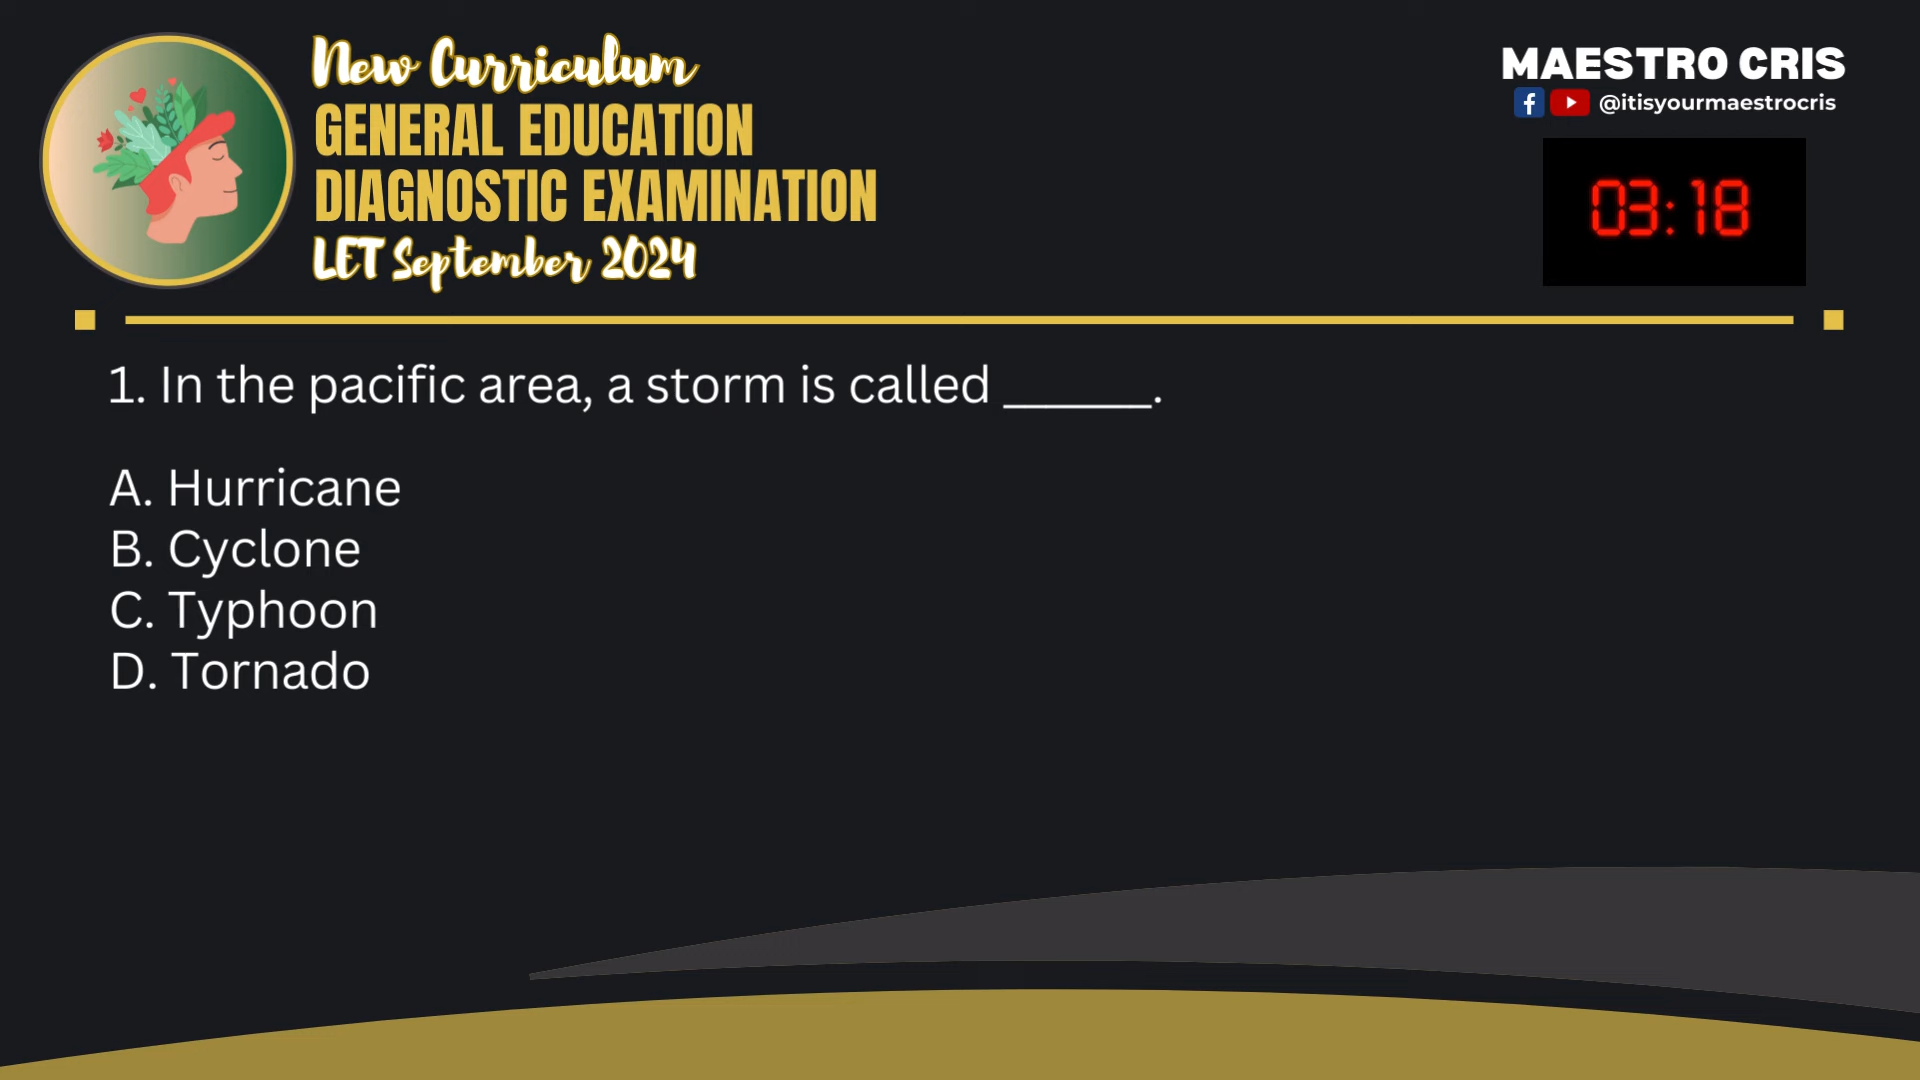 New Curriculum
GENERAL EDUCATION
DIAGNOSTIC EXAMINATION
LET September 2024
MAESTRO CRIS
@itisyourmaestrocris
03:18
1. In the pacific area, a storm is called ______.
A. Hurricane
B. Cyclone
C. Typhoon
D. Tornado